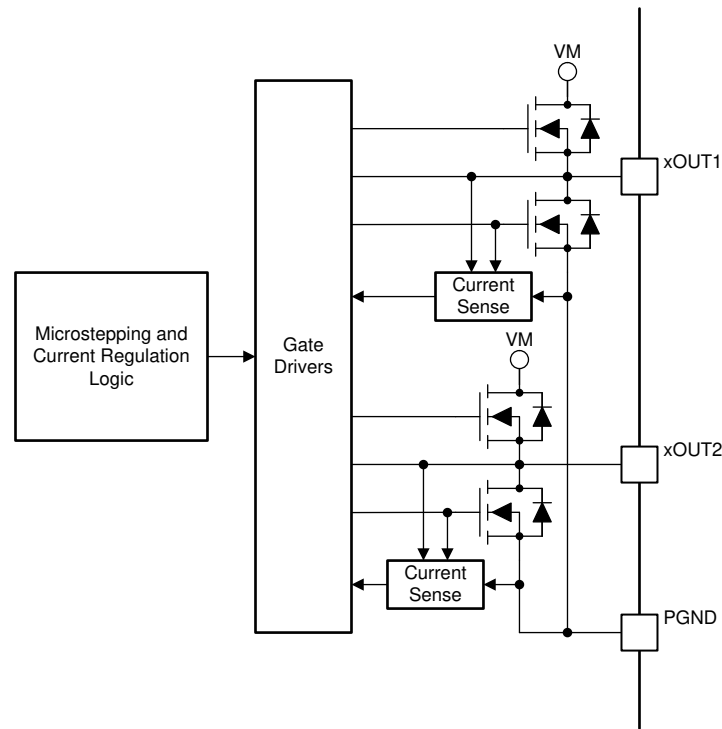 VM
xOUT1
Current
Sense
Microstepping and
Current Regulation
Logic
Gate
Drivers
VM
xOUT2
Current
Sense
PGND